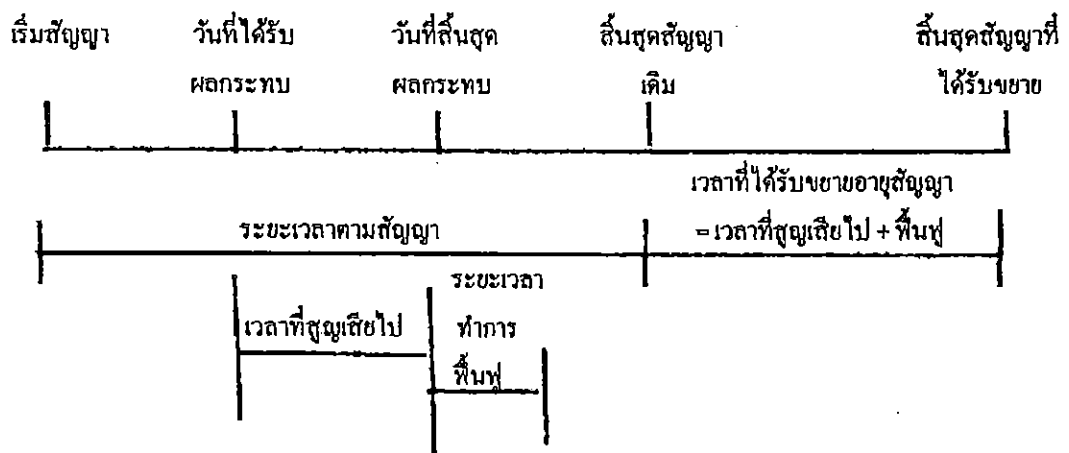 เริ่มสัญญา วันที่ได้รับ วันที่สิ้นสุด สิ้นสุดสัญญา สิ้นสุดสัญญาที่
ผลกระทบ ผลกระทบ เดิม ได้รับขยาย
เวลาที่ได้รับขยายอายุสัญญา
ระยะเวลาตามสัญญา = เวลาที่สูญเสียไป + ฟื้นฟู
ระยะเวลา
เวลาที่สูญเสียไป ทำการ
ฟื้นฟู